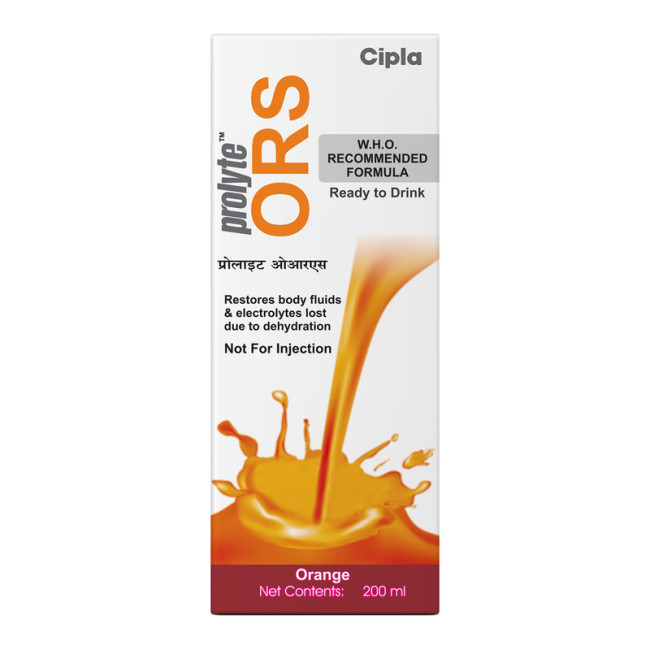 Cipla
prolyte™
ORS
W.H.O.
RECOMMENDED
FORMULA
Ready to Drink
प्रोलाइट ओआरएस
Restores body fluids
& electrolytes lost
due to dehydration
Not For Injection
Orange
Net Contents: 200 ml